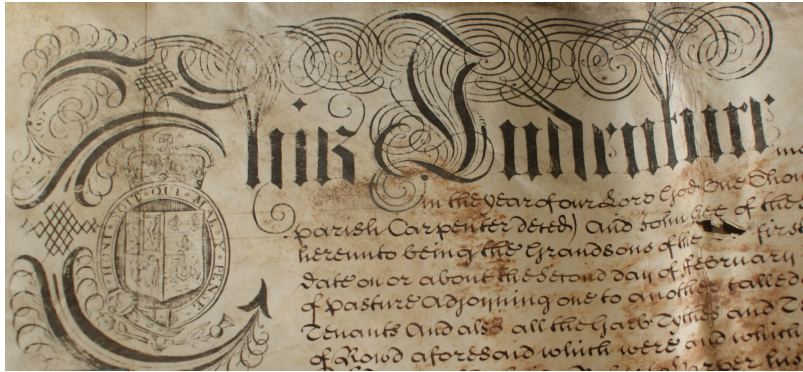 This Indenture
HONI·SOIT·QUI·MAL·Y·PENSE
in the year of our Lord God One Thou
parish Carpenter deced) and John of the
hereunto being the Grandsons of the first
date on or about the Second day of February
of pasture adjoyning one to another called
Tenants And also all the Garb Tythes and
of Rowd aforesaid which were and which